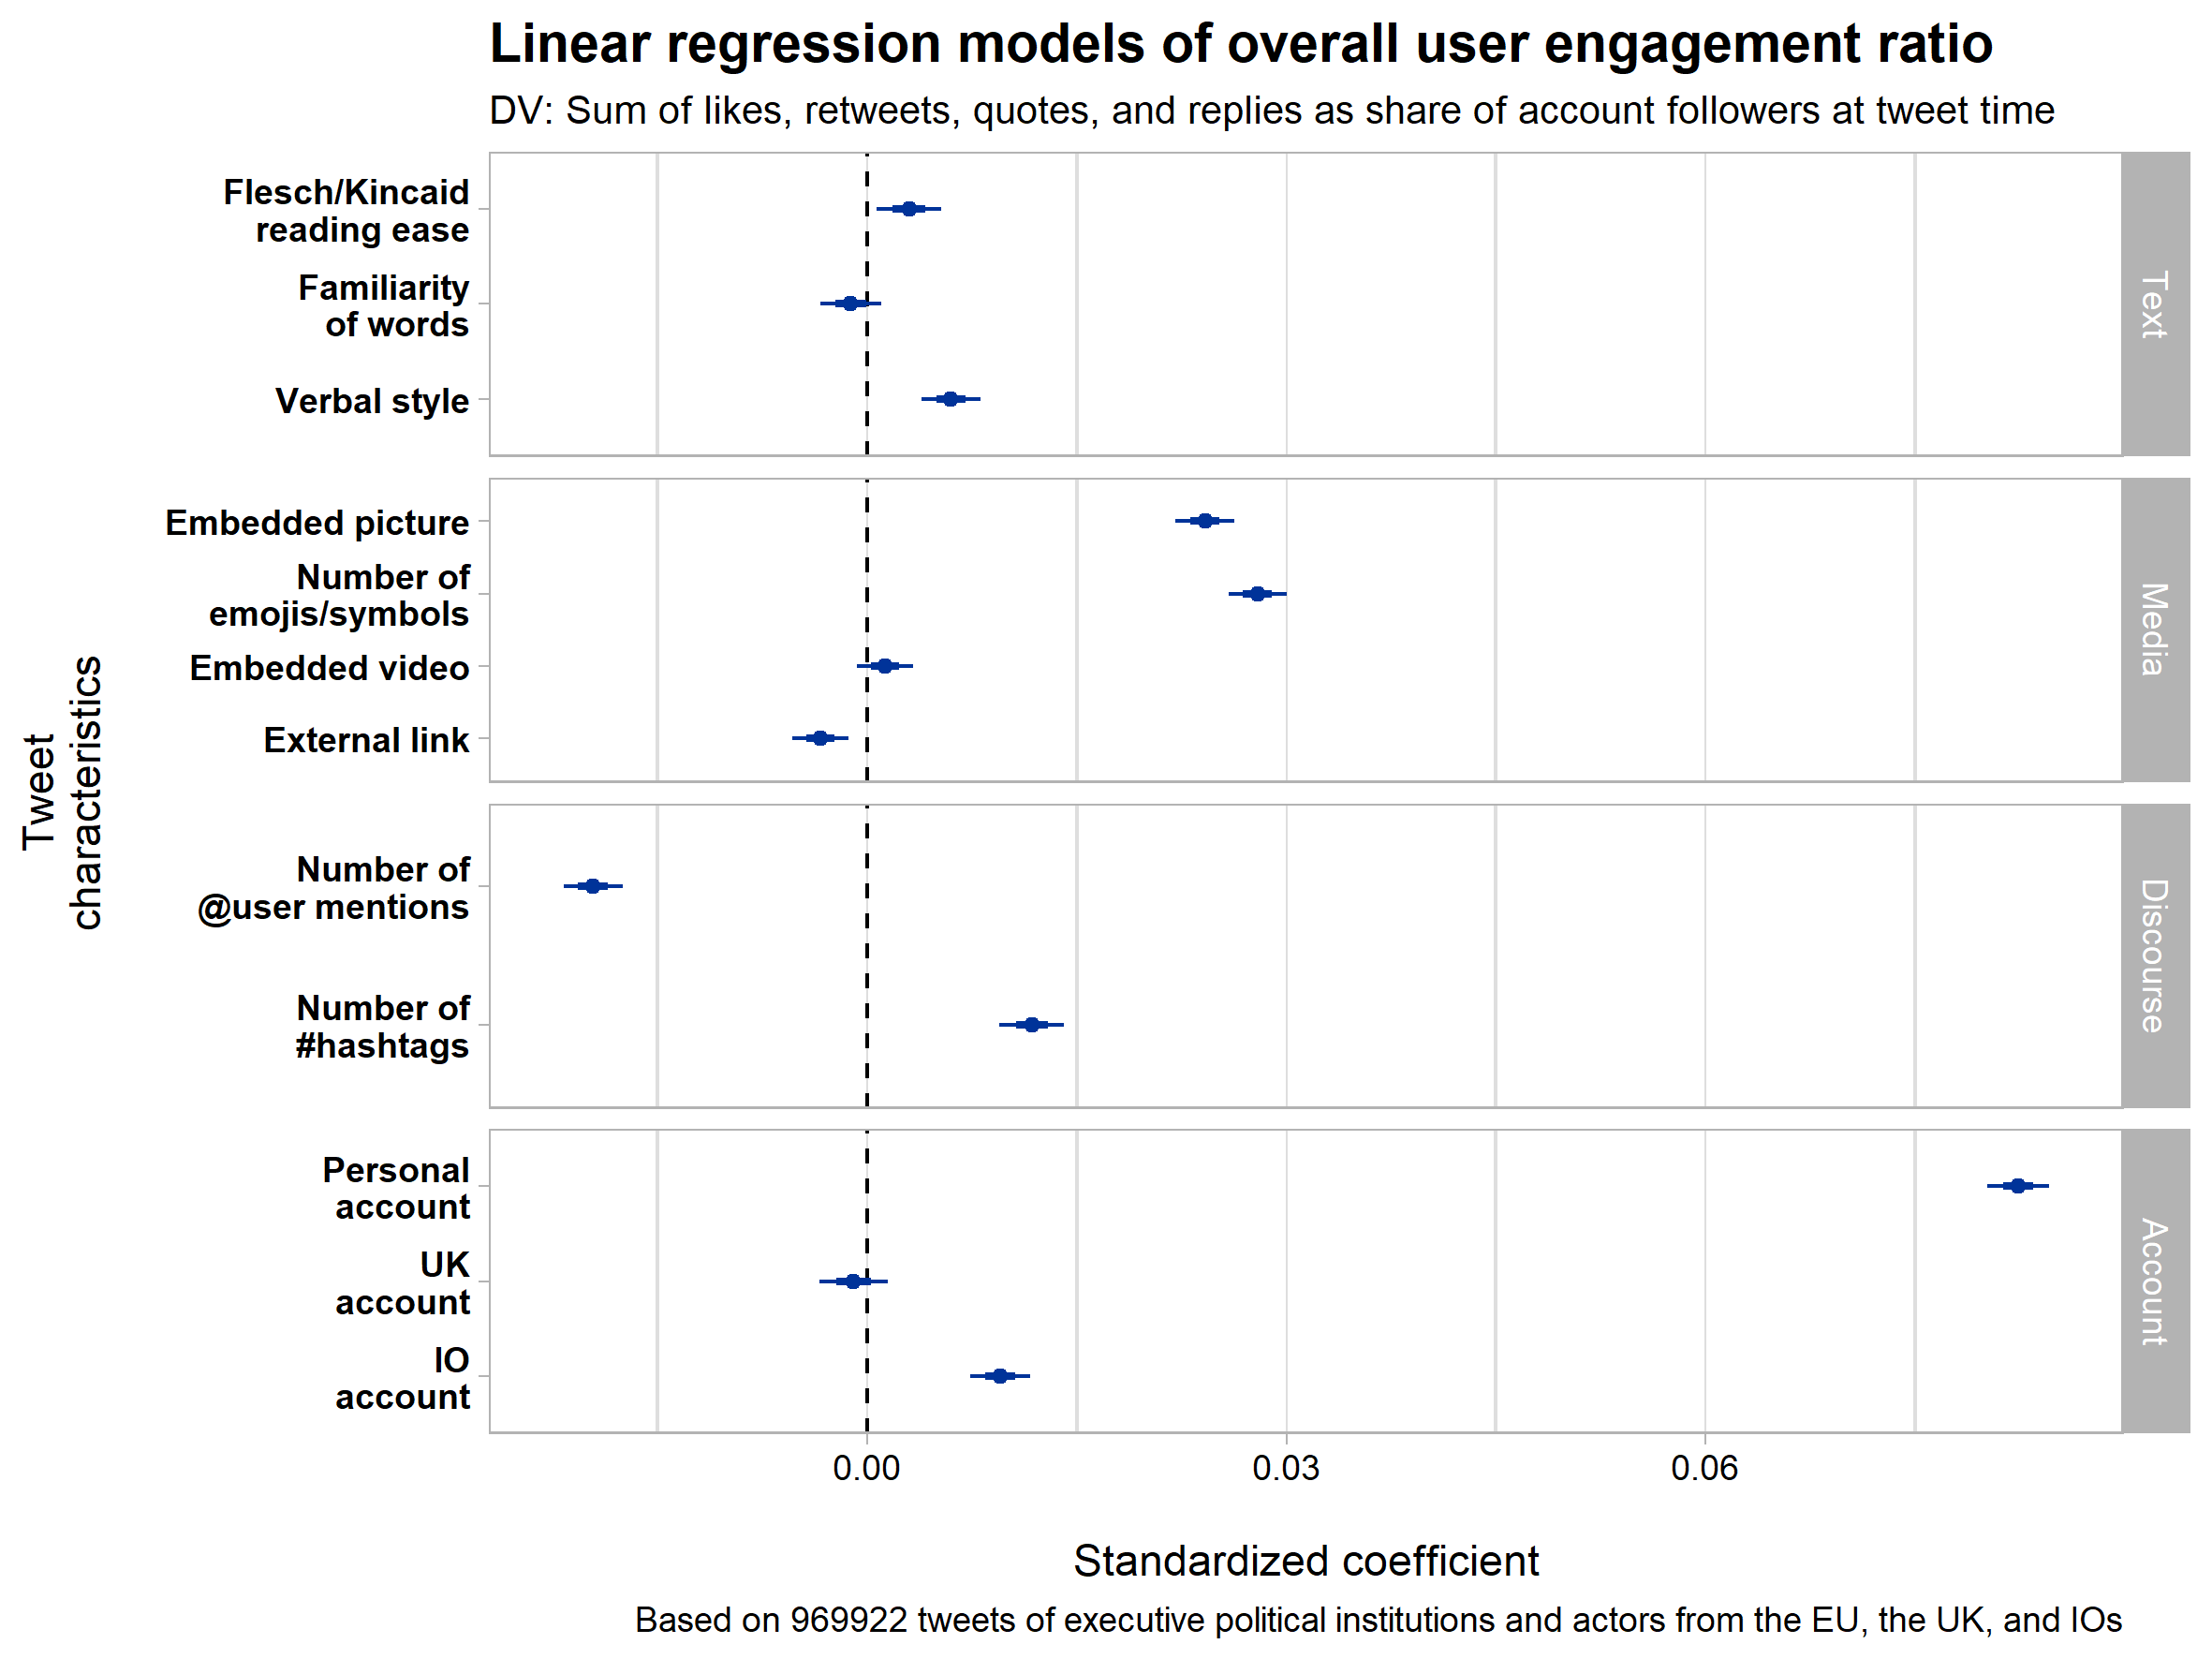 Linear regression models of overall user engagement ratio
DV: Sum of likes, retweets, quotes, and replies as share of account followers at tweet time
Tweet
characteristics
Flesch/Kincaid
reading ease
Familiarity
of words
Verbal style
Text
Embedded picture
Number of
emojis/symbols
Embedded video
External link
Media
Number of
@user mentions
Number of
#hashtags
Discourse
Personal
account
UK
account
IO
account
Account
0.00
0.03
0.06
Standardized coefficient
Based on 969922 tweets of executive political institutions and actors from the EU, the UK, and IOs